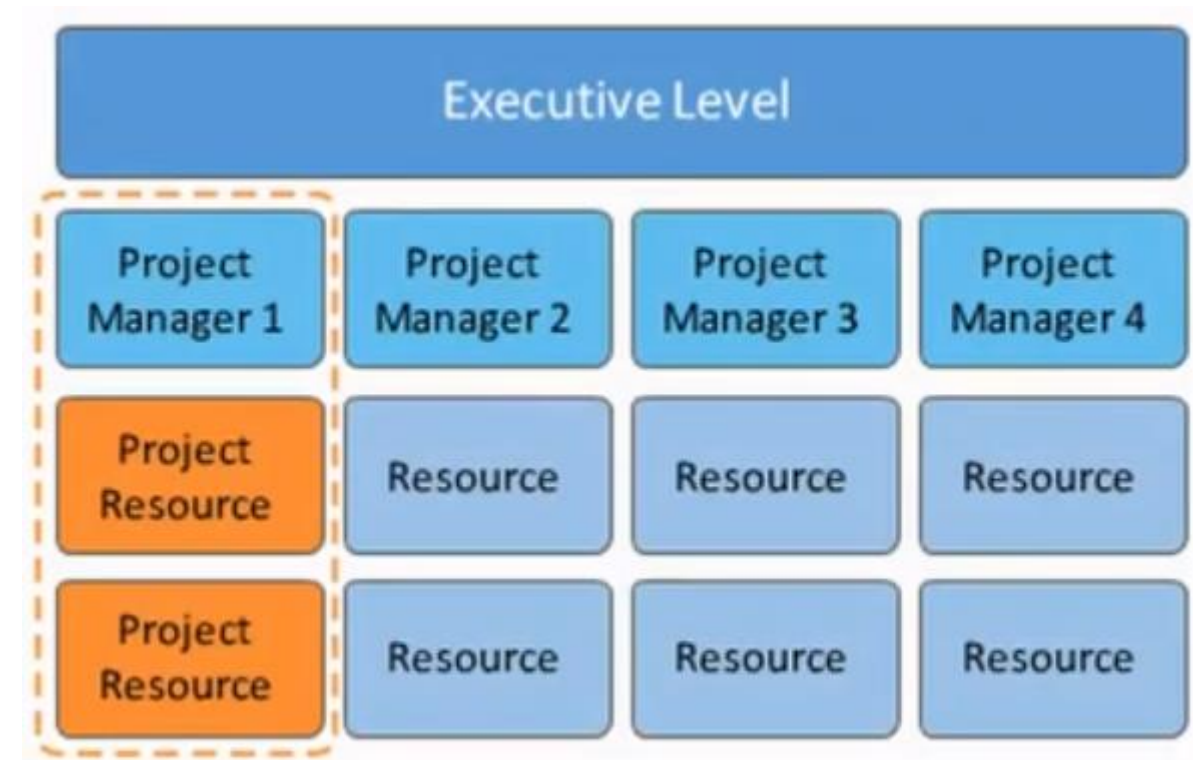 Executive Level
Project
Manager 1
Project
Manager 2
Project
Manager 3
Project
Manager 4
Project
Resource
Resource
Resource
Resource
Project
Resource
Resource
Resource
Resource